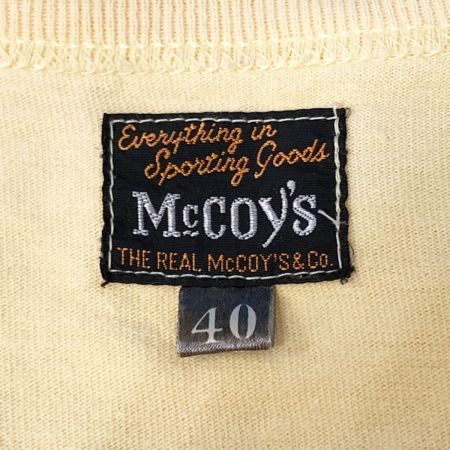 Everything in
Sporting Goods
McCoy's
THE REAL McCOY'S & Co.
40